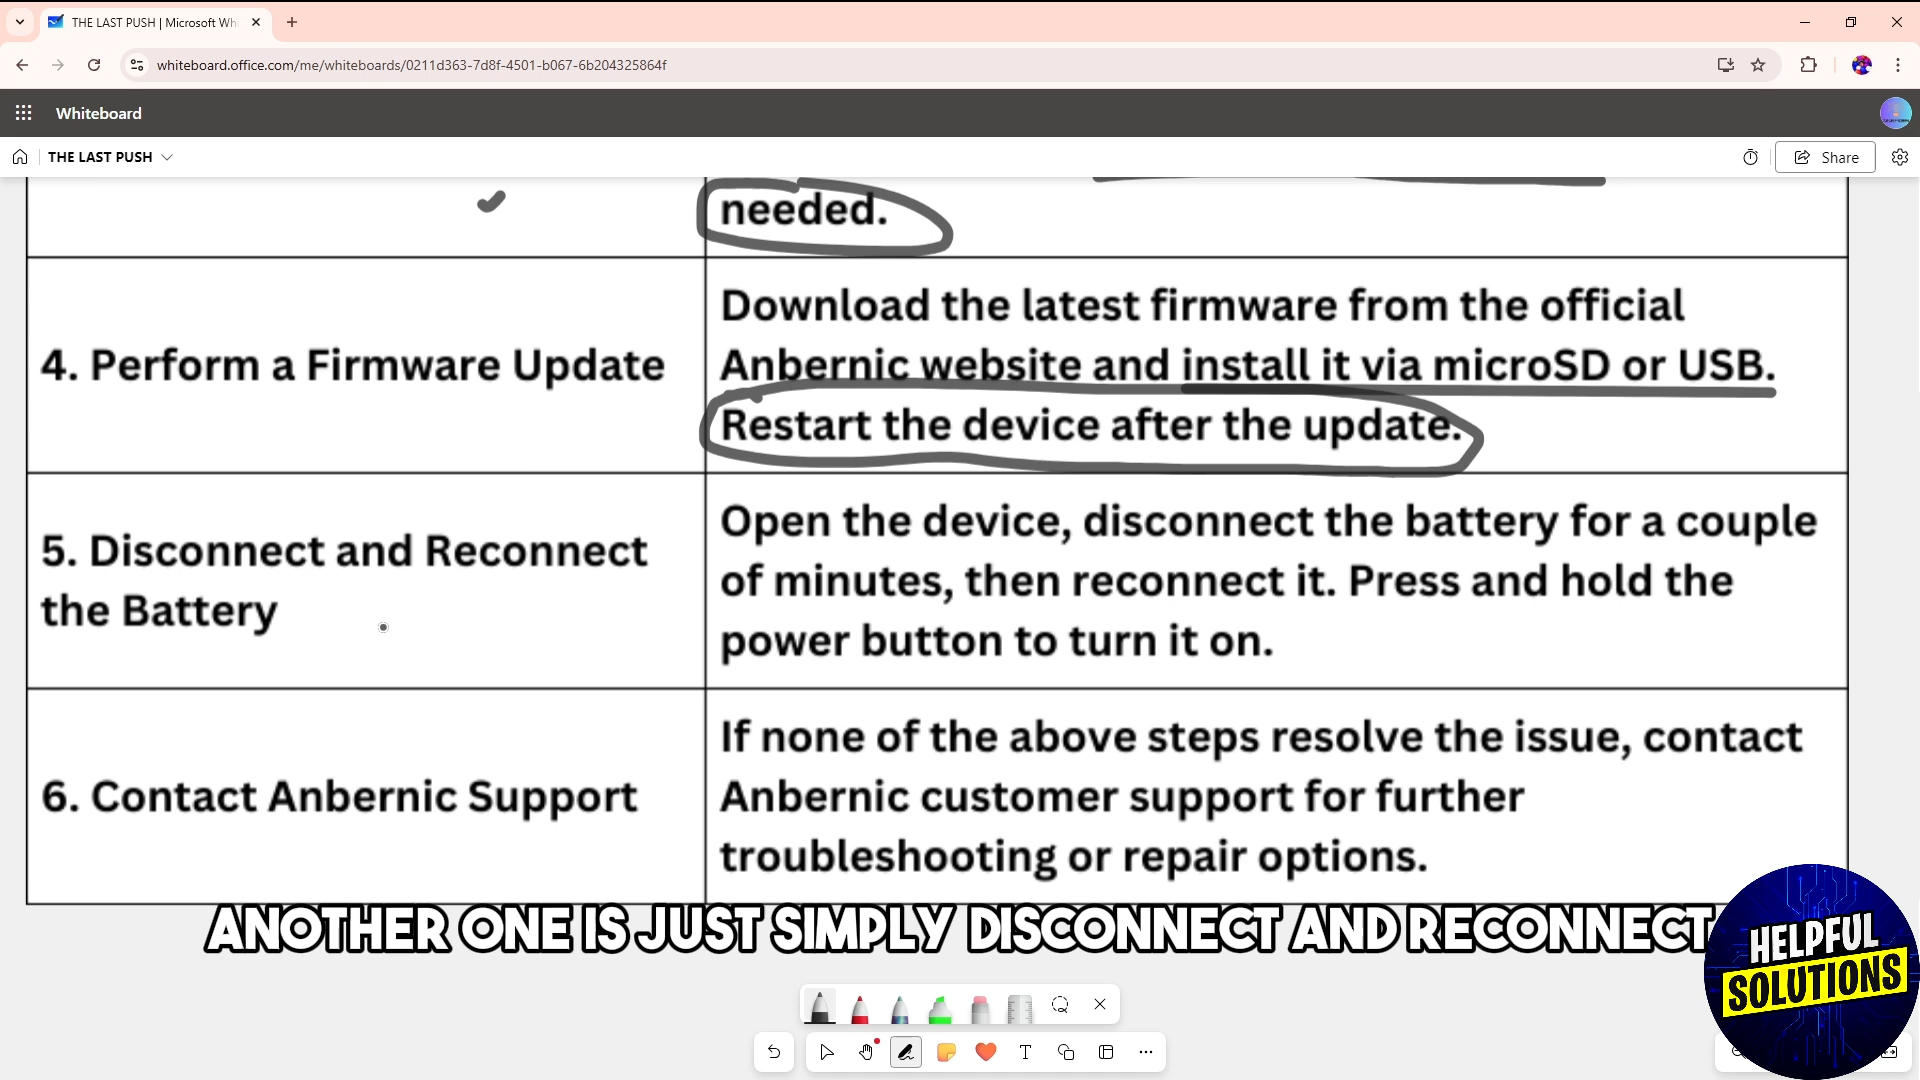 THE LAST PUSH | Microsoft Wh
whiteboard.office.com/me/whiteboards/0211d363-7d8f-4501-b067-6b204325864f
Whiteboard
THE LAST PUSH
Share
needed.
4. Perform a Firmware Update
Download the latest firmware from the official
Anbernic website and install it via microSD or USB.
Restart the device after the update.
5. Disconnect and Reconnect
the Battery
Open the device, disconnect the battery for a couple
of minutes, then reconnect it. Press and hold the
power button to turn it on.
6. Contact Anbernic Support
If none of the above steps resolve the issue, contact
Anbernic customer support for further
troubleshooting or repair options.
ANOTHER ONE IS JUST SIMPLY DISCONNECT AND RECONNECT
HELPFUL
SOLUTIONS